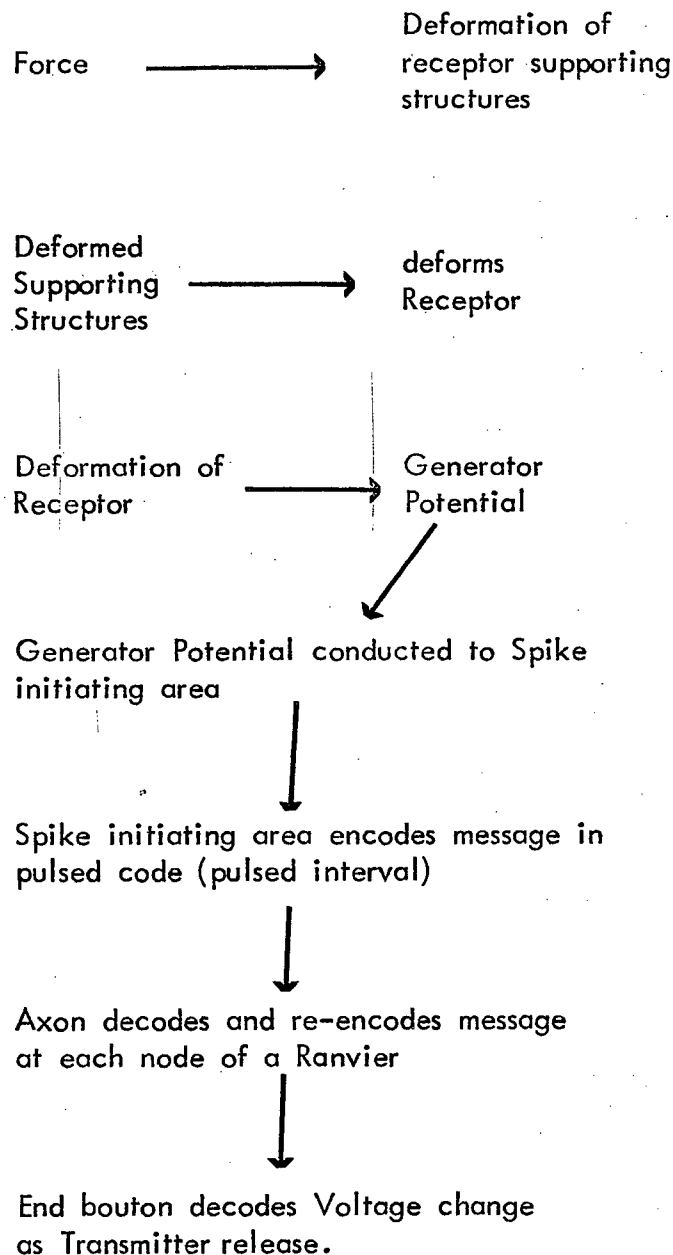 Force
Deformation of
receptor supporting
structures
Deformed
Supporting
Structures
deforms
Receptor
Deformation of
Receptor
Generator
Potential
Generator Potential conducted to Spike
initiating area
Spike initiating area encodes message in
pulsed code (pulsed interval)
Axon decodes and re-encodes message
at each node of a Ranvier
End bouton decodes Voltage change
as Transmitter release.